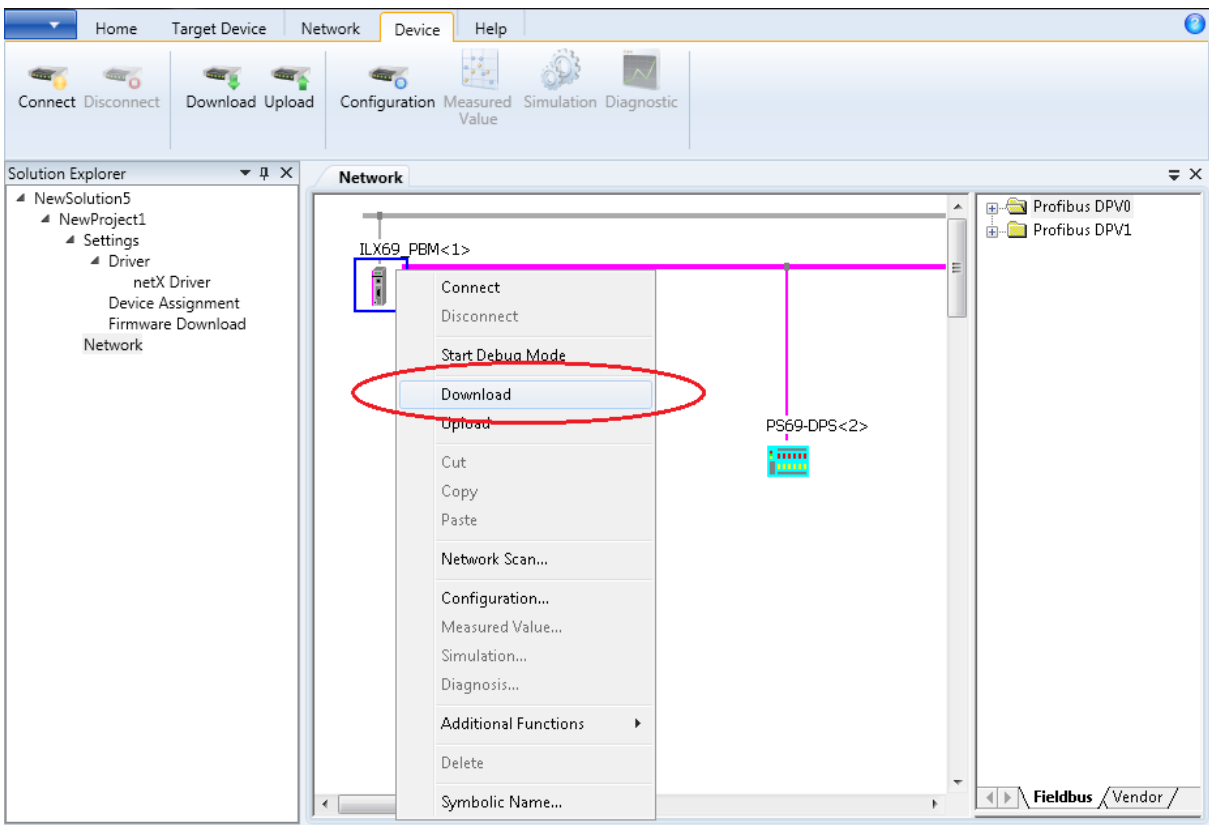 Home Target Device Network Device Help
Connect Disconnect Download Upload Configuration Measured Value Simulation Diagnostic
Solution Explorer
NewSolution5
NewProject1
Settings
Driver
netX Driver
Device Assignment
Firmware Download
Network
Network
ILX69_PBM<1>
Connect
Disconnect
Start Debug Mode
Download
Upload
Cut
Copy
Paste
Network Scan...
Configuration...
Measured Value...
Simulation...
Diagnosis...
Additional Functions
Delete
Symbolic Name...
PS69-DPS<2>
Profibus DPV0
Profibus DPV1
Fieldbus Vendor